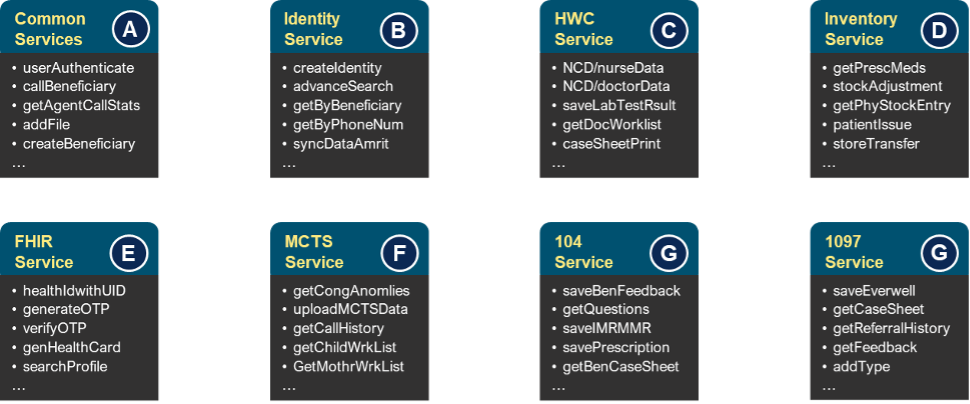 Common
Services
A
• userAuthenticate
• callBeneficiary
• getAgentCallStats
• addFile
• createBeneficiary
...
Identity
Service
B
• createIdentity
• advanceSearch
• getByBeneficiary
• getByPhoneNum
• syncDataAmrit
...
HWC
Service
C
• NCD/nurseData
• NCD/doctorData
• saveLabTestRsult
• getDocWorklist
• caseSheetPrint
...
Inventory
Service
D
• getPrescMeds
• stockAdjustment
• getPhyStockEntry
• patientIssue
• storeTransfer
...
FHIR
Service
E
• healthIdwithUID
• generateOTP
• verifyOTP
• genHealthCard
• searchProfile
...
MCTS
Service
F
• getCongAnomlies
• uploadMCTSData
• getCallHistory
• getChildWrkList
• GetMothrWrkList
...
104
Service
G
• saveBenFeedback
• getQuestions
• saveIMRMMR
• savePrescription
• getBenCaseSheet
...
1097
Service
G
• saveEverwell
• getCaseSheet
• getReferralHistory
• getFeedback
• addType
...